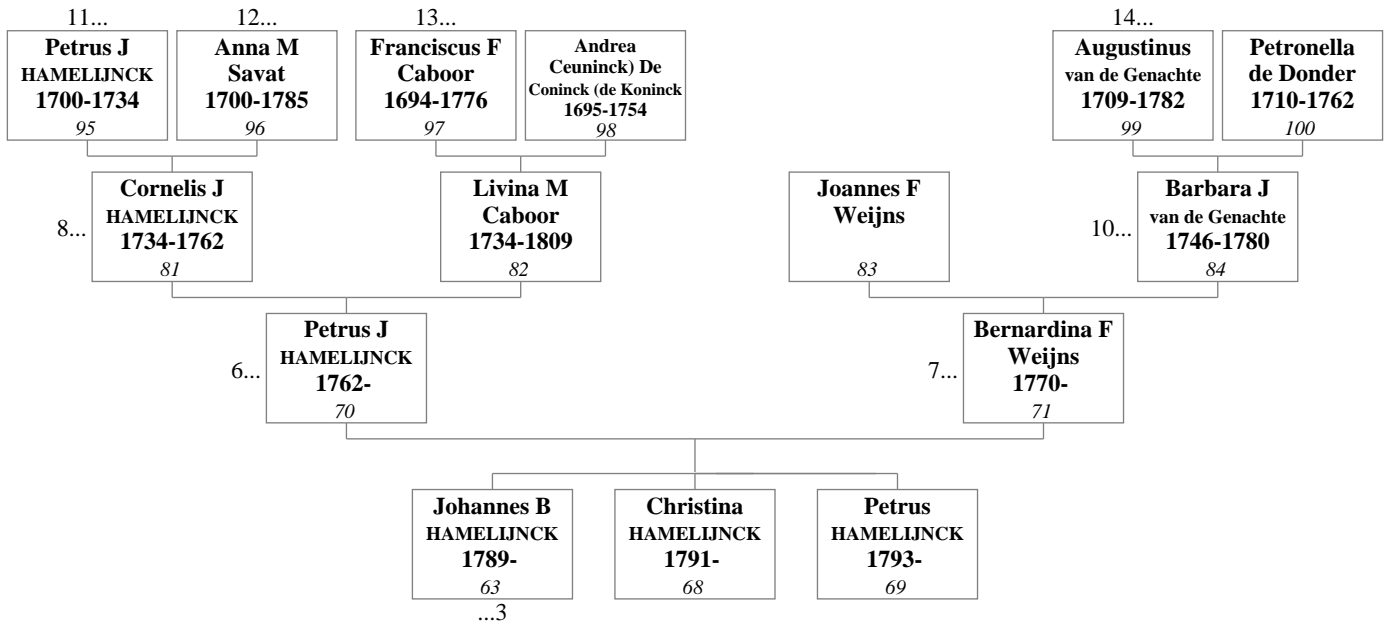 11...
12...
13...
14...
Petrus J
HAMELIJNCK
1700-1734
95
Anna M
Savat
1700-1785
96
Franciscus F
Caboor
1694-1776
97
Andrea
Ceuninck) De
Coninck (de Koninck
1695-1754
98
Augustinus
van de Genachte
1709-1782
99
Petronella
de Donder
1710-1762
100
8...
Cornelis J
HAMELIJNCK
1734-1762
81
Livina M
Caboor
1734-1809
82
Joannes F
Weijns
83
10...
Barbara J
van de Genachte
1746-1780
84
6...
Petrus J
HAMELIJNCK
1762-
70
7...
Bernardina F
Weijns
1770-
71
Johannes B
HAMELIJNCK
1789-
63
...3
Christina
HAMELIJNCK
1791-
68
Petrus
HAMELIJNCK
1793-
69